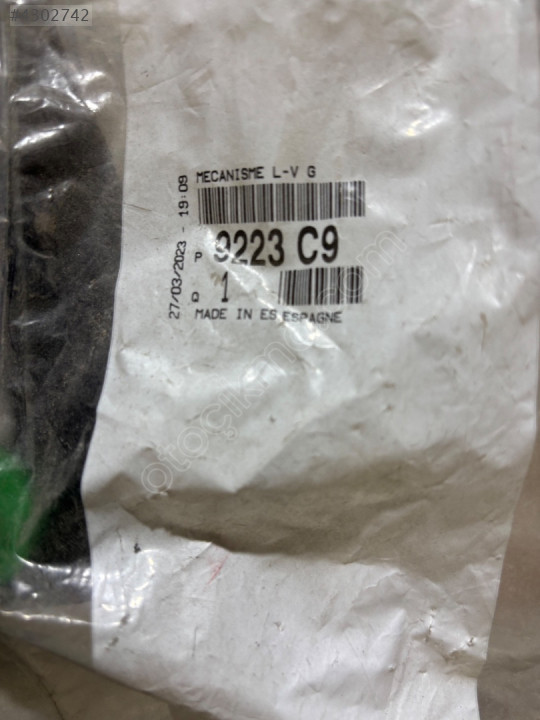 MECANISME L-V G
P 9223 C9
Q 1
MADE IN ES ESPAGNE
27/03/2023 - 19:09